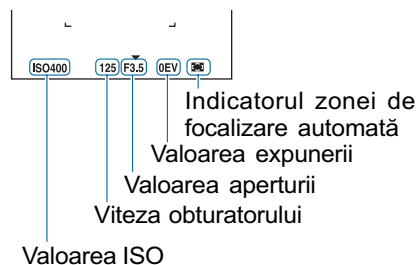 ISO400 125 F3.5 0EV
Indicatorul zonei de
focalizare automată
Valoarea expunerii
Valoarea aperturii
Viteza obturatorului
Valoarea ISO